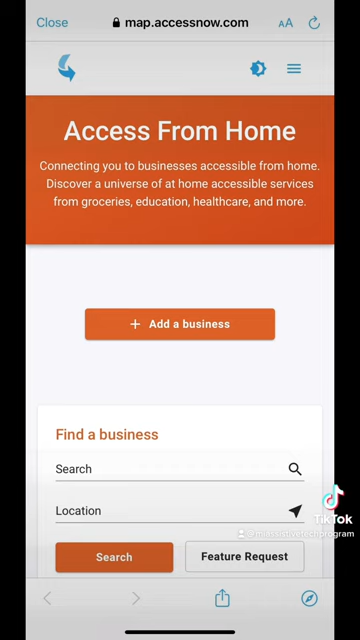 Close
map.accessnow.com
AA
Access From Home
Connecting you to businesses accessible from home.
Discover a universe of at home accessible services
from groceries, education, healthcare, and more.
+ Add a business
Find a business
Search
Location
Search
Feature Request
TikTok